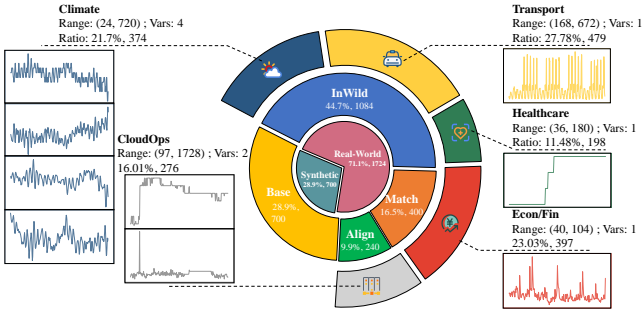 Climate
Range: (24, 720) ; Vars: 4
Ratio: 21.7%, 374
Transport
Range: (168, 672) ; Vars: 1
Ratio: 27.78%, 479
InWild
44.7%, 1084
Healthcare
Range: (36, 180) ; Vars: 1
Ratio: 11.48%, 198
CloudOps
Range: (97, 1728) ; Vars: 2
16.01%, 276
Real-World
71.1%, 1724
Synthetic
28.9%, 700
Base
28.9%,
700
Match
16.5%, 400
Align
9.9%, 240
Econ/Fin
Range: (40, 104) ; Vars: 1
23.03%, 397